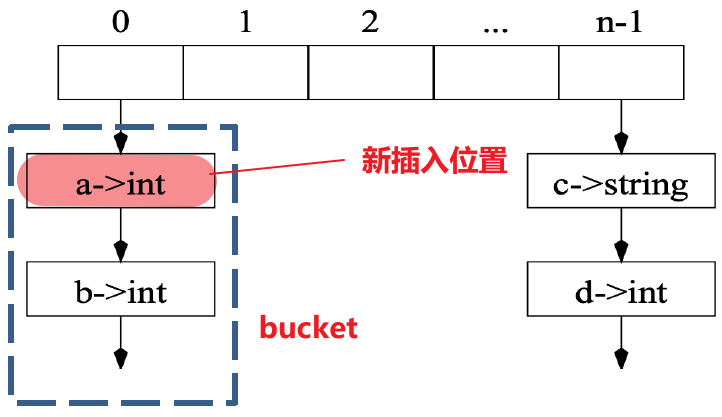 0 1 2 ... n-1
新插入位置
a->int
c->string
b->int
d->int
bucket